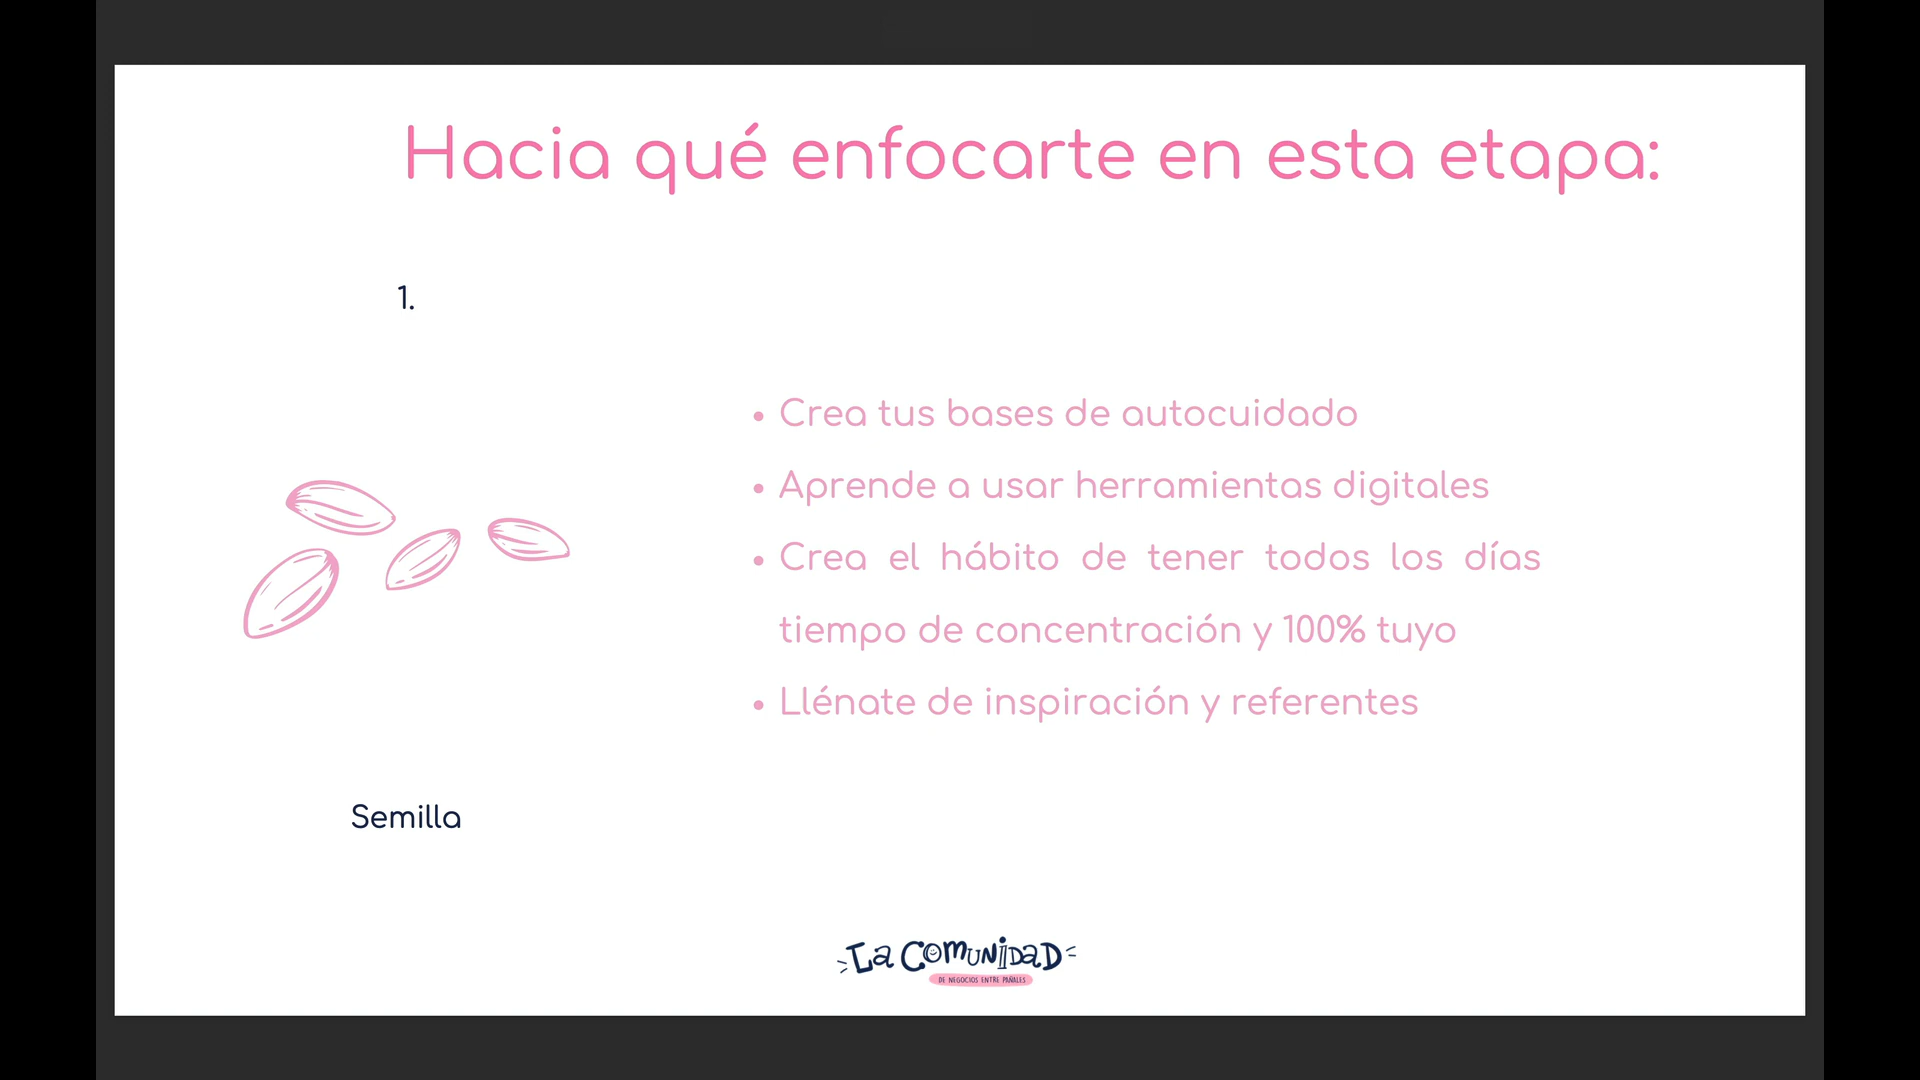 Hacia qué enfocarte en esta etapa:
1.
• Crea tus bases de autocuidado
• Aprende a usar herramientas digitales
• Crea el hábito de tener todos los días
tiempo de concentración y 100% tuyo
• Llénate de inspiración y referentes
Semilla
La Comunidad
DE NEGOCIOS ENTRE PAÑALES